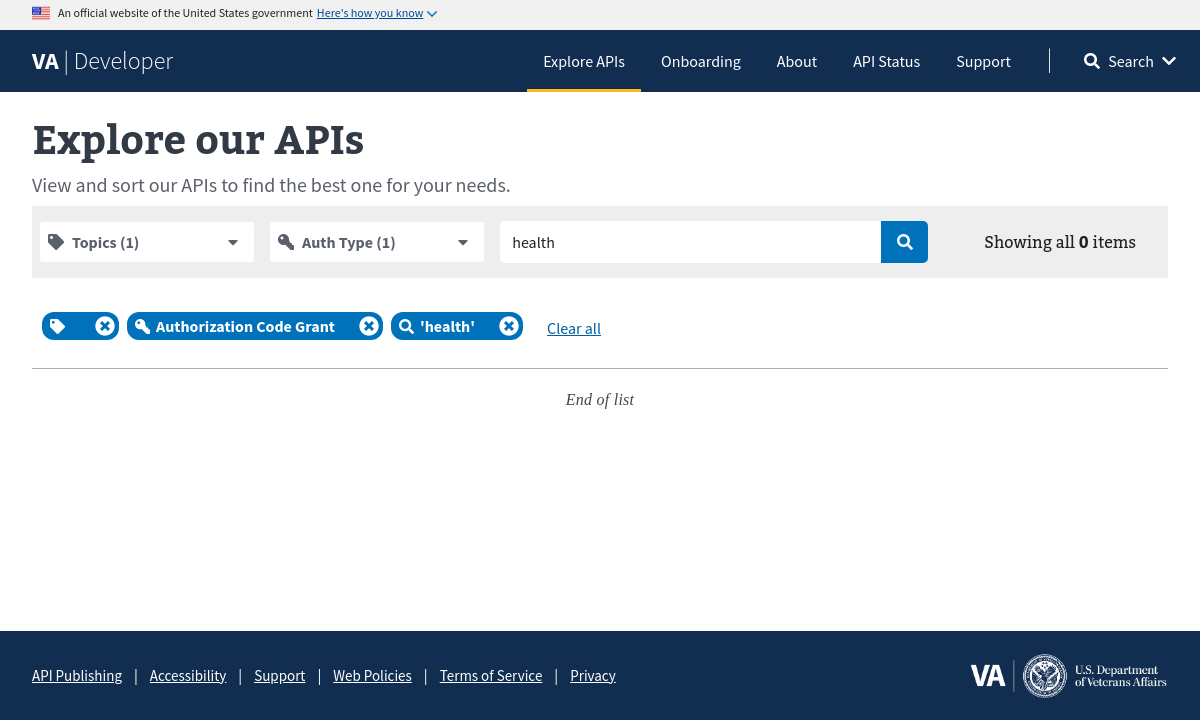 An official website of the United States government Here's how you know
VA | Developer
Explore APIs
Onboarding
About
API Status
Support
Search
Explore our APIs
View and sort our APIs to find the best one for your needs.
Topics (1)
Auth Type (1)
health
Showing all 0 items
Authorization Code Grant
'health'
Clear all
End of list
API Publishing | Accessibility | Support | Web Policies | Terms of Service | Privacy
VA
U.S. Department
of Veterans Affairs